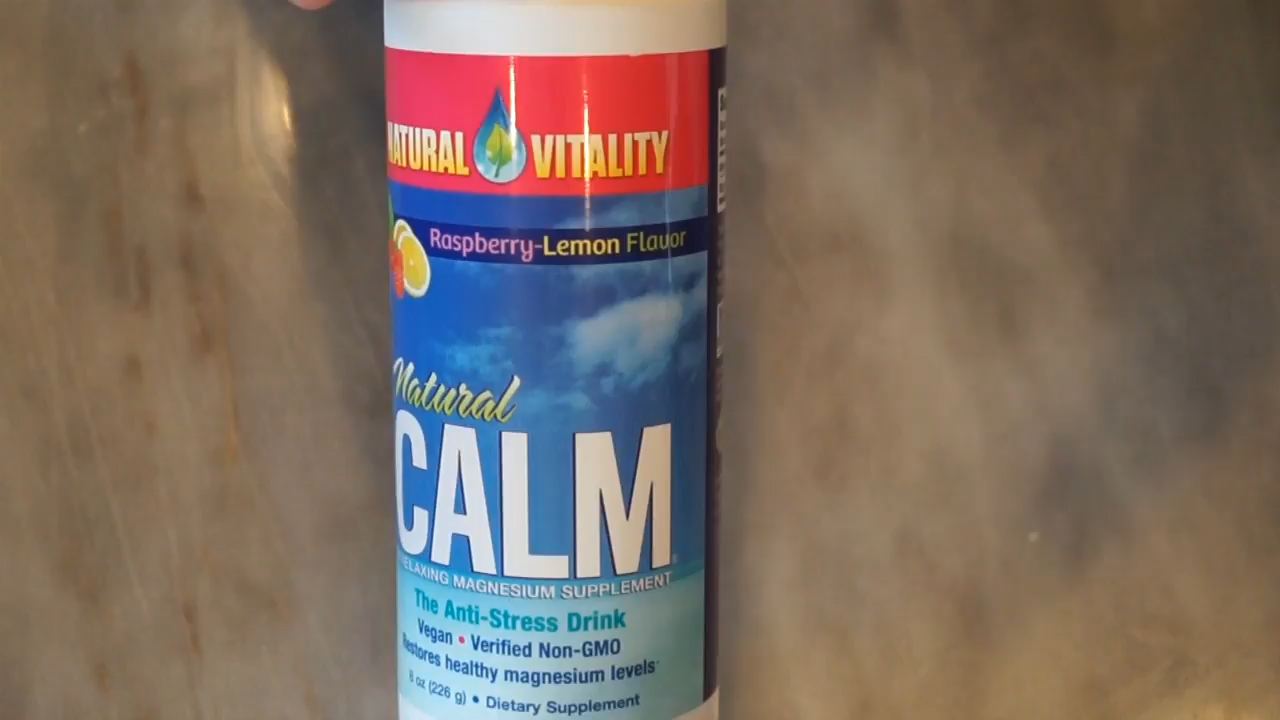 NATURAL VITALITY
Raspberry-Lemon Flavor
Natural
CALM
RELAXING MAGNESIUM SUPPLEMENT
The Anti-Stress Drink
Vegan • Verified Non-GMO
Restores healthy magnesium levels
8 oz (226 g) • Dietary Supplement